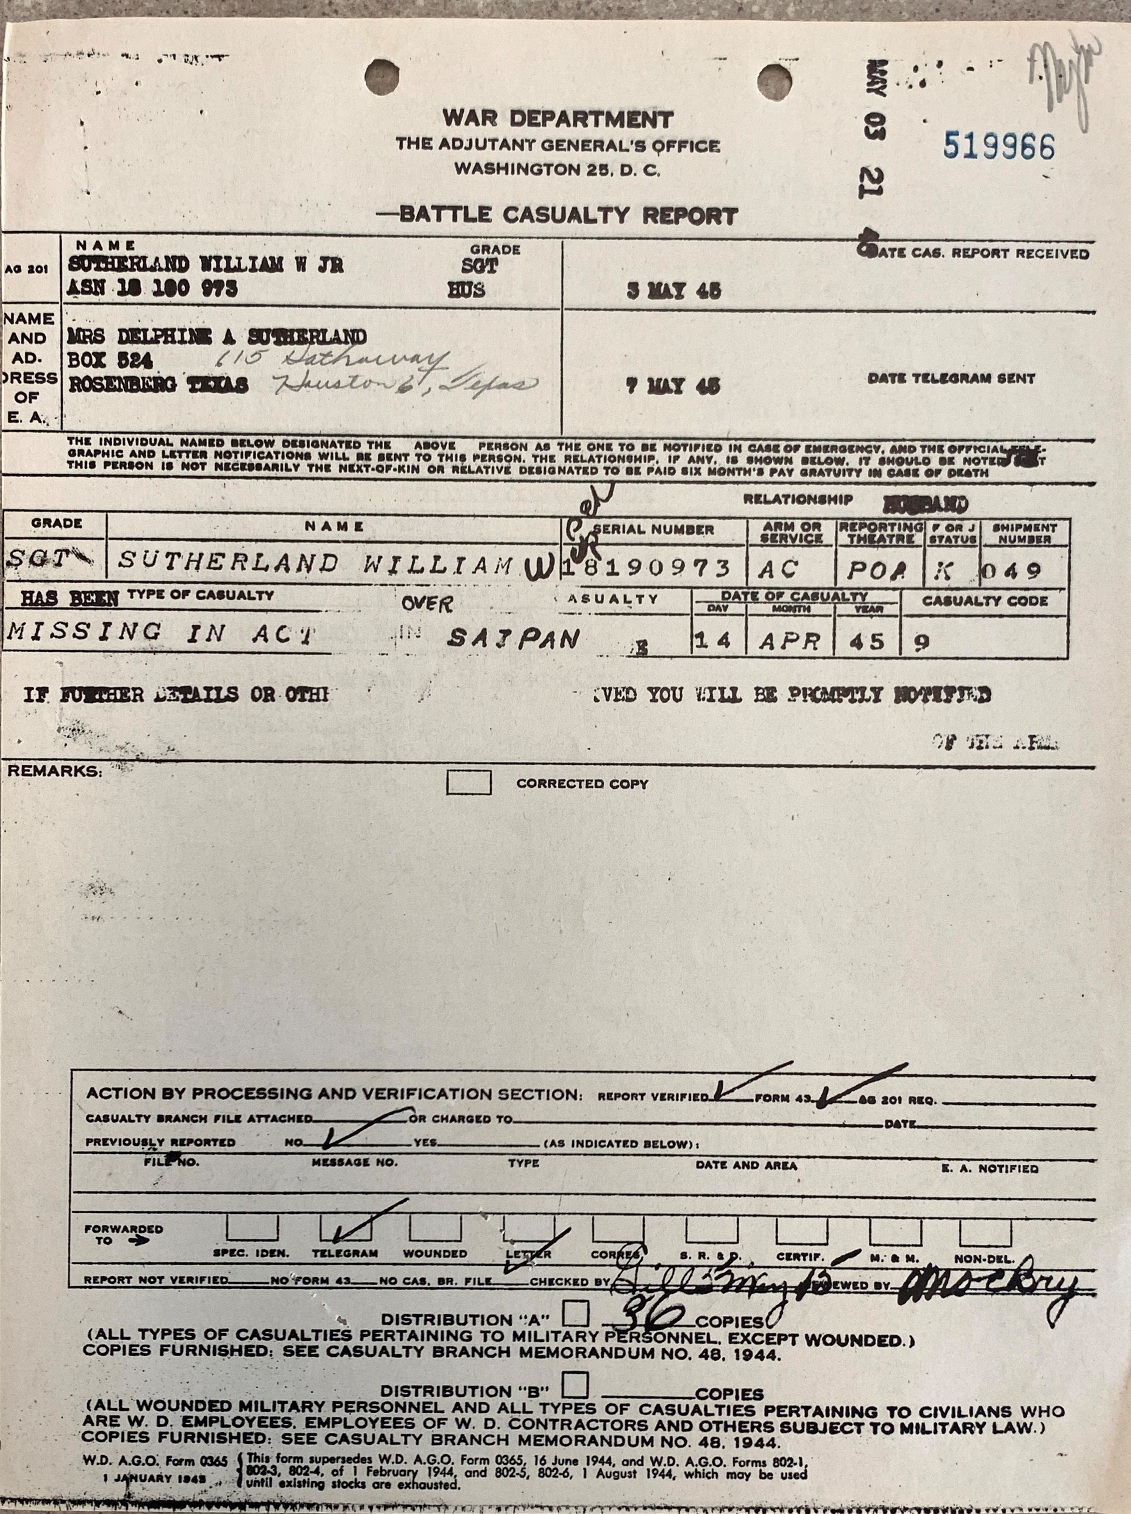 MAY 03 21 45
519966
WAR DEPARTMENT
THE ADJUTANT GENERAL'S OFFICE
WASHINGTON 25, D. C.
—BATTLE CASUALTY REPORT
AG 201
NAME GRADE
SUTHERLAND WILLIAM W JR SGT
ASN 18 190 973 HUS
3 MAY 45
DATE CAS. REPORT RECEIVED
NAME AND AD-DRESS OF E. A.
MRS DELPHINE A SUTHERLAND
BOX 524 615 Hathaway
ROSENBERG TEXAS Houston 6, Texas
7 MAY 45
DATE TELEGRAM SENT
THE INDIVIDUAL NAMED BELOW DESIGNATED THE ABOVE PERSON AS THE ONE TO BE NOTIFIED IN CASE OF EMERGENCY, AND THE OFFICIAL TELE-
GRAPHIC AND LETTER NOTIFICATIONS WILL BE SENT TO THIS PERSON. THE RELATIONSHIP, IF ANY, IS SHOWN BELOW. IT SHOULD BE NOTED
THIS PERSON IS NOT NECESSARILY THE NEXT-OF-KIN OR RELATIVE DESIGNATED TO BE PAID SIX MONTH'S PAY GRATUITY IN CASE OF DEATH
RELATIONSHIP HUSBAND
GRADE NAME SERIAL NUMBER ARM OR SERVICE REPORTING THEATRE F OR J STATUS SHIPMENT NUMBER
SGT SUTHERLAND WILLIAM W 18190973 AC POA K 049
HAS BEEN TYPE OF CASUALTY OVER ASUALTY DATE OF CASUALTY CASUALTY CODE
DAY MONTH YEAR
MISSING IN ACT IN SAIPAN E 14 APR 45 9
IF FURTHER DETAILS OR OTHE VED YOU WILL BE PROMPTLY NOTIFIED
OF THE ARM
REMARKS:
CORRECTED COPY
ACTION BY PROCESSING AND VERIFICATION SECTION: REPORT VERIFIED FORM 43 AG 201 REQ.
CASUALTY BRANCH FILE ATTACHED OR CHARGED TO DATE
PREVIOUSLY REPORTED NO YES (AS INDICATED BELOW):
FILE NO. MESSAGE NO. TYPE DATE AND AREA E. A. NOTIFIED
FORWARDED TO
SPEC. IDEN. TELEGRAM WOUNDED LETTER CORRES. S. R. & D. CERTIF. M. & M. NON-DEL.
REPORT NOT VERIFIED NO FORM 43 NO CAS. BR. FILE CHECKED BY REVIEWED BY
DISTRIBUTION "A" 36 COPIES
(ALL TYPES OF CASUALTIES PERTAINING TO MILITARY PERSONNEL, EXCEPT WOUNDED.)
COPIES FURNISHED: SEE CASUALTY BRANCH MEMORANDUM NO. 48, 1944.
DISTRIBUTION "B" COPIES
(ALL WOUNDED MILITARY PERSONNEL AND ALL TYPES OF CASUALTIES PERTAINING TO CIVILIANS WHO
ARE W. D. EMPLOYEES, EMPLOYEES OF W. D. CONTRACTORS AND OTHERS SUBJECT TO MILITARY LAW.)
COPIES FURNISHED: SEE CASUALTY BRANCH MEMORANDUM NO. 48, 1944.
W.D. A.G.O. Form 0365
1 JANUARY 1945
This form supersedes W.D. A.G.O. Form 0365, 16 June 1944, and W.D. A.G.O. Forms 802-1,
802-3, 802-4, of 1 February 1944, and 802-5, 802-6, 1 August 1944, which may be used
until existing stocks are exhausted.